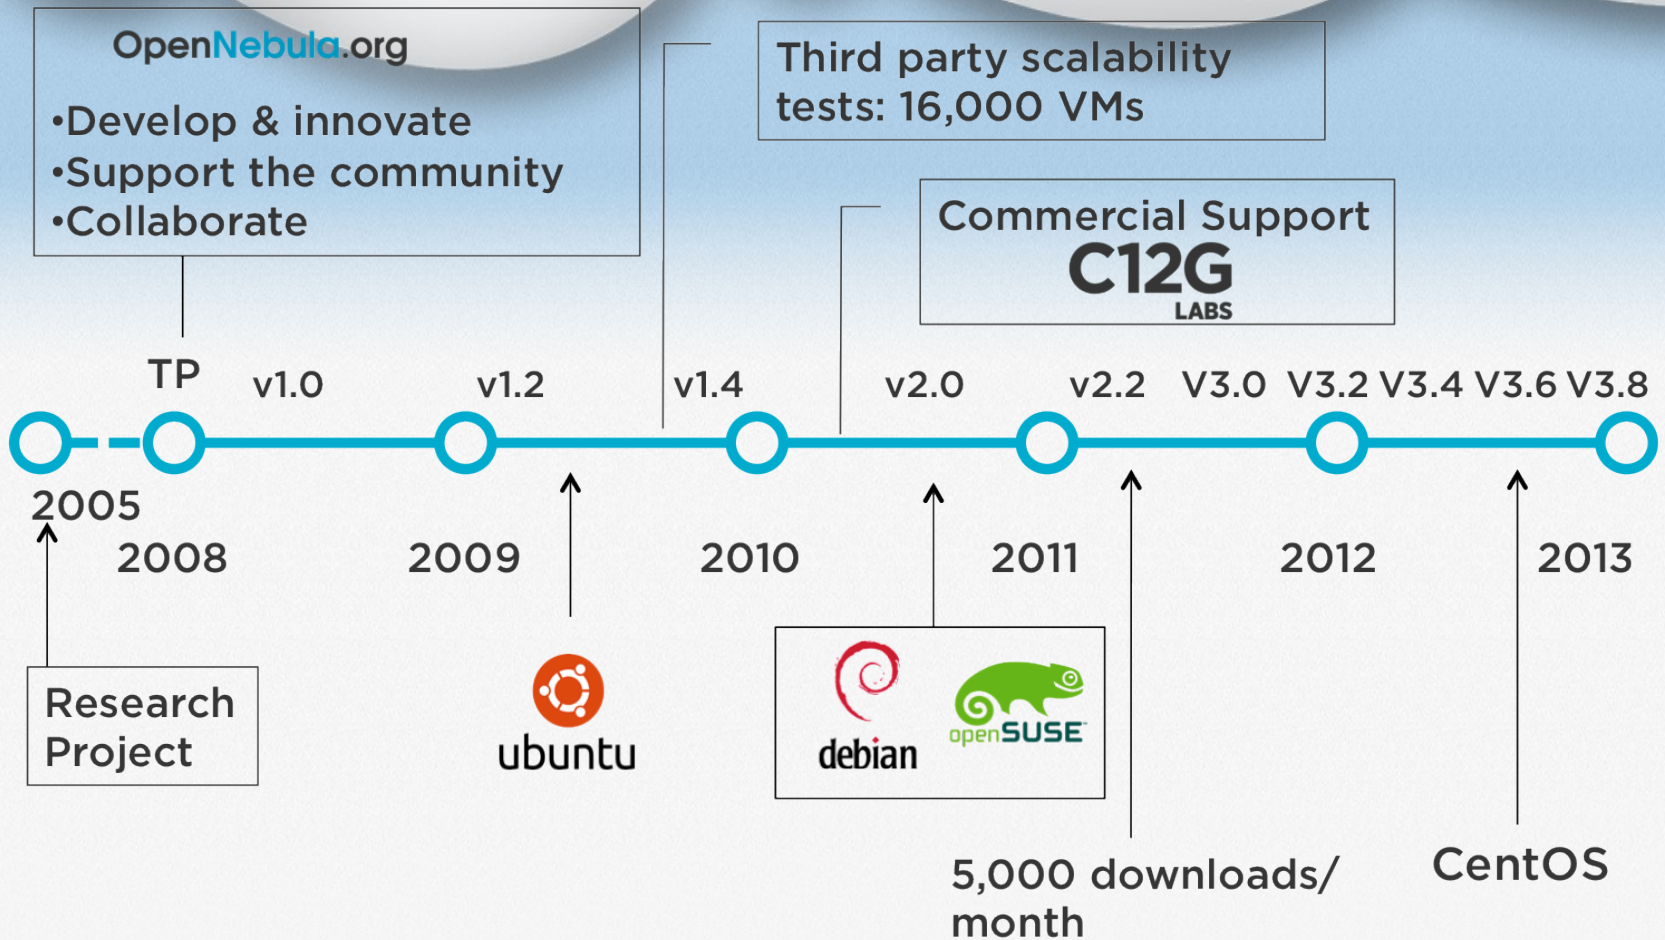 OpenNebula.org
•Develop & innovate
•Support the community
•Collaborate
Third party scalability
tests: 16,000 VMs
Commercial Support
C12G
LABS
TP
v1.0
v1.2
v1.4
v2.0
v2.2
V3.0
V3.2
V3.4
V3.6
V3.8
2005
2008
2009
2010
2011
2012
2013
Research
Project
ubuntu
debian
openSUSE
5,000 downloads/
month
CentOS